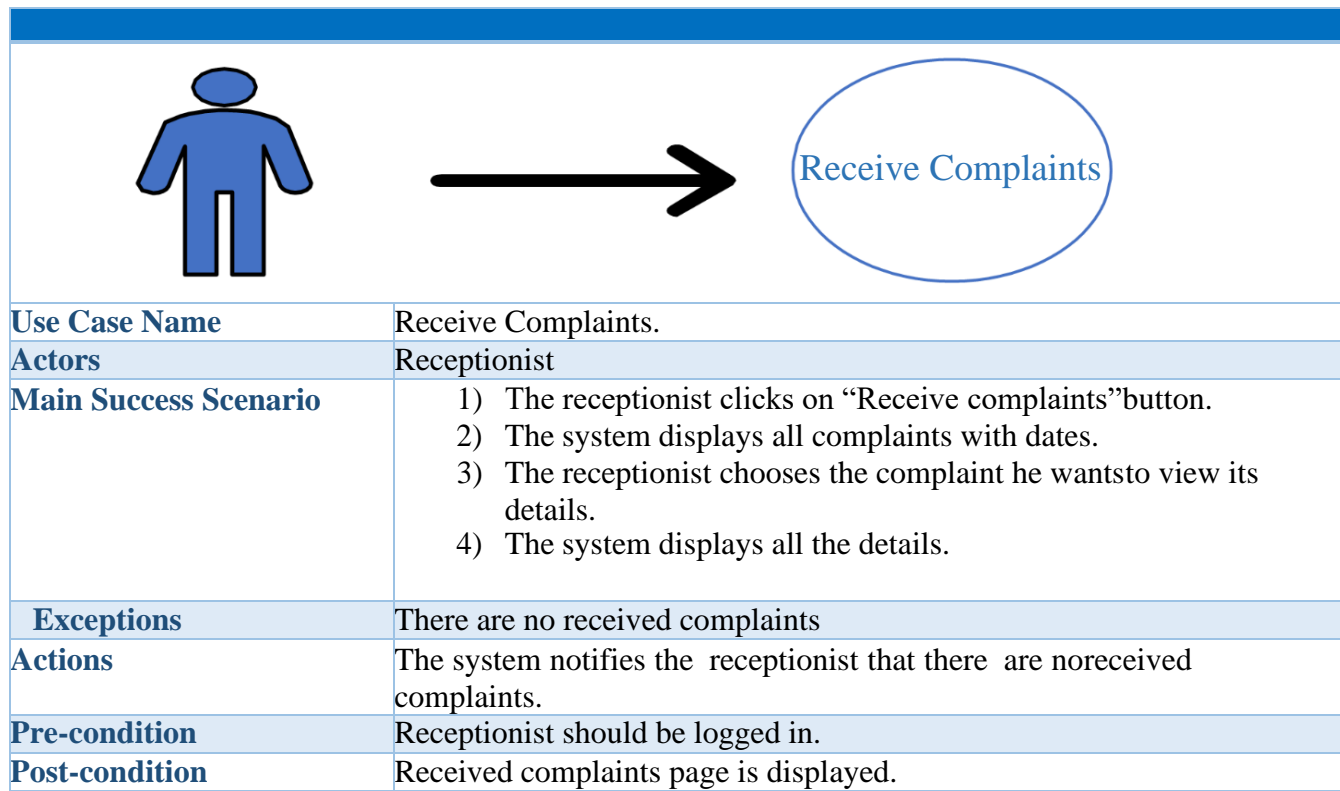 Receive Complaints
Use Case Name Receive Complaints.
Actors Receptionist
Main Success Scenario 1) The receptionist clicks on “Receive complaints”button.
2) The system displays all complaints with dates.
3) The receptionist chooses the complaint he wantsto view its
details.
4) The system displays all the details.
Exceptions There are no received complaints
Actions The system notifies the receptionist that there are noreceived
complaints.
Pre-condition Receptionist should be logged in.
Post-condition Received complaints page is displayed.